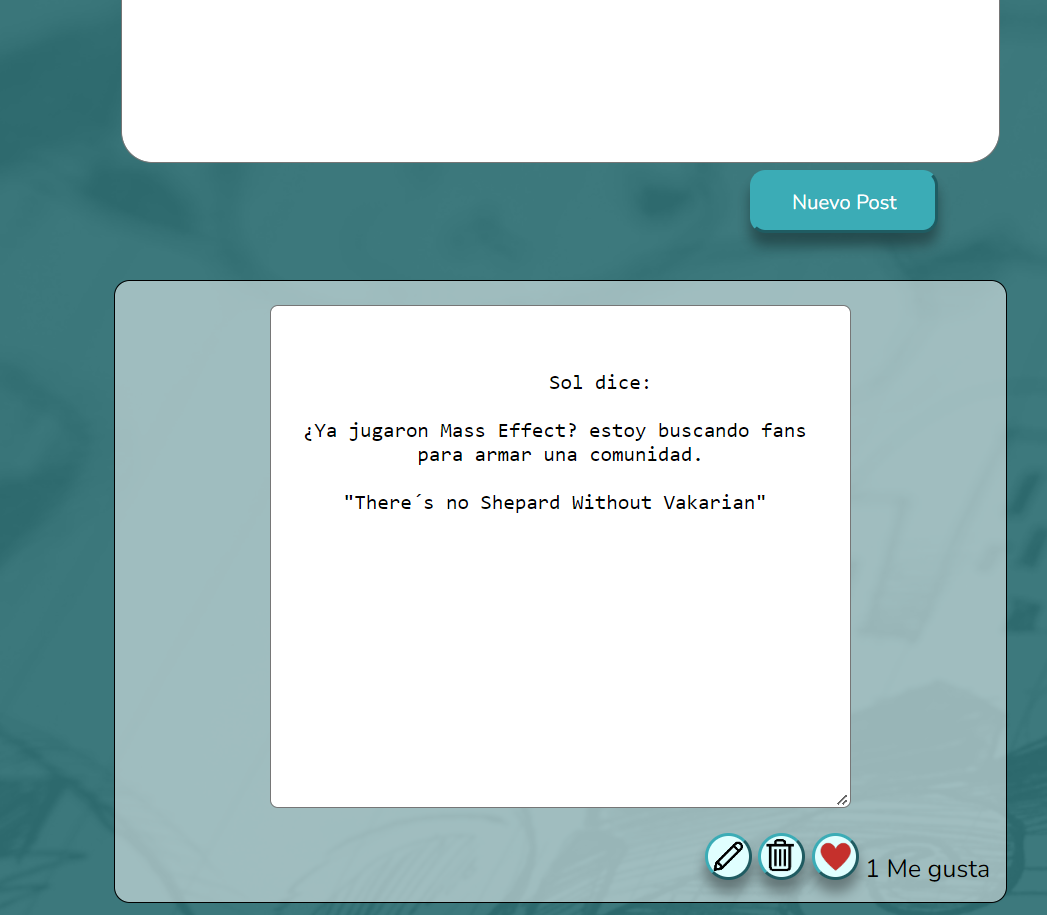 Nuevo Post
Sol dice:
¿Ya jugaron Mass Effect? estoy buscando fans
para armar una comunidad.
"There´s no Shepard Without Vakarian"
1 Me gusta